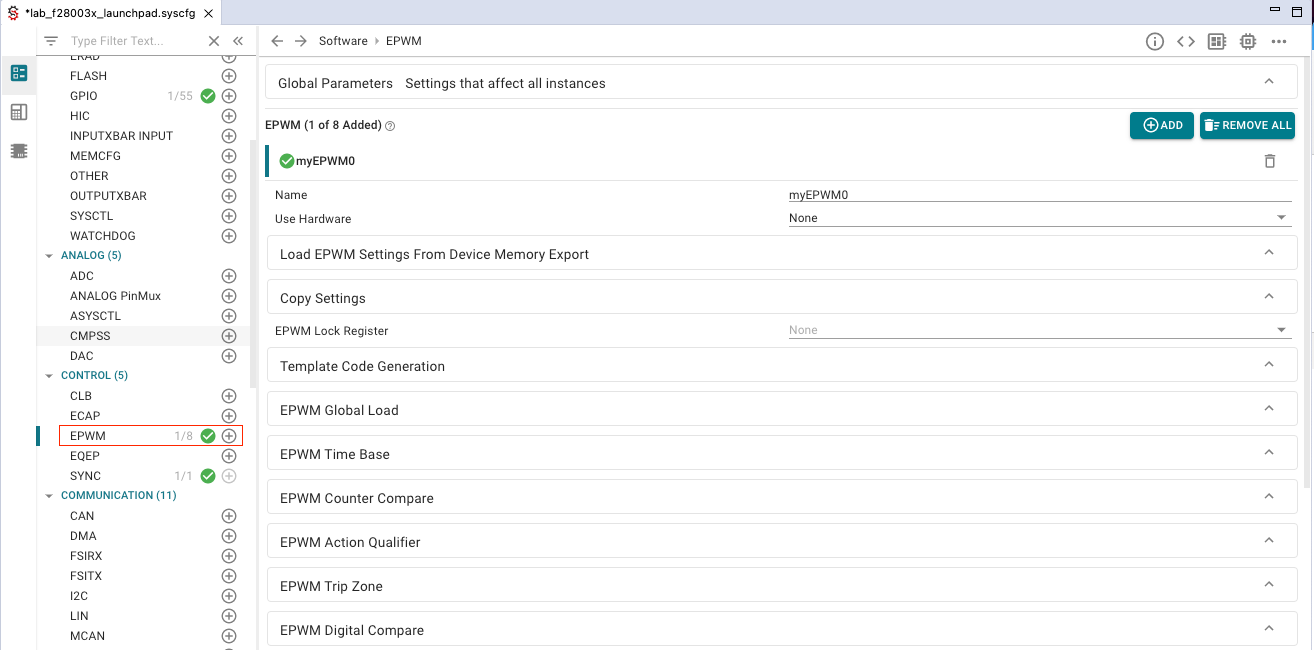 *lab_f28003x_launchpad.syscfg
Type Filter Text...
Software EPWM
ERAD
FLASH
GPIO 1/55
HIC
INPUTXBAR INPUT
MEMCFG
OTHER
OUTPUTXBAR
SYSCTL
WATCHDOG
ANALOG (5)
ADC
ANALOG PinMux
ASYSCTL
CMPSS
DAC
CONTROL (5)
CLB
ECAP
EPWM 1/8
EQEP
SYNC 1/1
COMMUNICATION (11)
CAN
DMA
FSIRX
FSITX
I2C
LIN
MCAN
Global Parameters Settings that affect all instances
EPWM (1 of 8 Added)
ADD
REMOVE ALL
myEPWM0
Name myEPWM0
Use Hardware None
Load EPWM Settings From Device Memory Export
Copy Settings
EPWM Lock Register None
Template Code Generation
EPWM Global Load
EPWM Time Base
EPWM Counter Compare
EPWM Action Qualifier
EPWM Trip Zone
EPWM Digital Compare